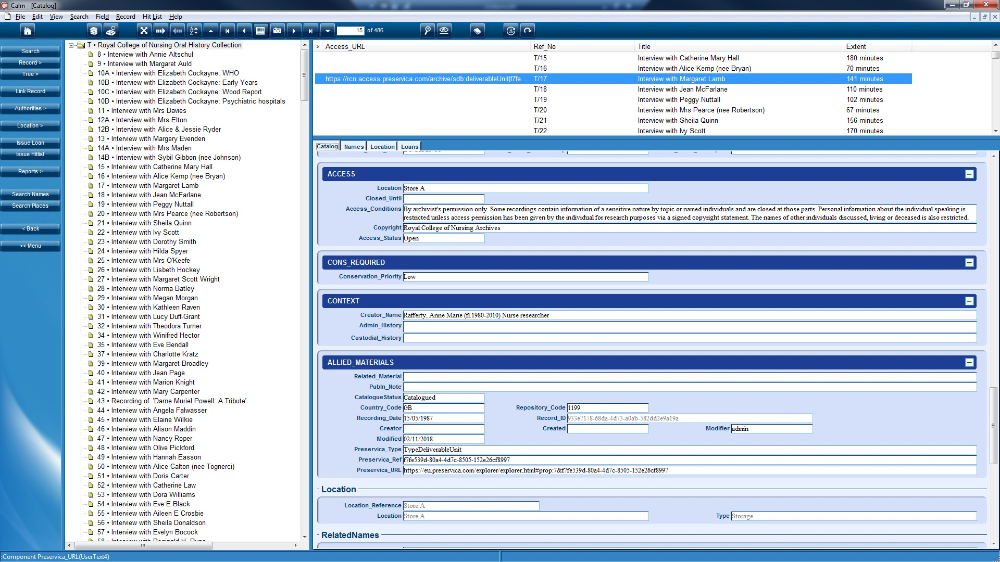 Calm - [Catalog]
File Edit View Search Field Record Hit List Help
15 of 486
Search
Record >
Tree >
Link Record
Authorities >
Location >
Issue Loan
Issue Hitlist
Reports >
Search Names
Search Places
< Back
<< Menu
T • Royal College of Nursing Oral History Collection
8 • Interview with Annie Altschul
9 • Interview with Margaret Auld
10A • Interview with Elizabeth Cockayne: WHO
10B • Interview with Elizabeth Cockayne: Early Years
10C • Interview with Elizabeth Cockayne: Wood Report
10D • Interview with Elizabeth Cockayne: Psychiatric hospitals
11 • Interview with Mrs Davies
12A • Interview with Mrs Elton
12B • Interview with Alice & Jessie Ryder
13 • Interview with Margery Evenden
14A • Interview with Mrs Maden
14B • Interview with Sybil Gibbon (nee Johnson)
15 • Interview with Catherine Mary Hall
16 • Interview with Alice Kemp (nee Bryan)
17 • Interview with Margaret Lamb
18 • Interview with Jean McFarlane
19 • Interview with Peggy Nuttall
20 • Interview with Mrs Pearce (nee Robertson)
21 • Interview with Sheila Quinn
22 • Interview with Ivy Scott
23 • Interview with Dorothy Smith
24 • Interview with Hilda Spyer
25 • Interview with Mrs O'Keefe
26 • Interview with Lisbeth Hockey
27 • Interview with Margaret Scott Wright
28 • Interview with Norma Batley
29 • Interview with Megan Morgan
30 • Interview with Kathleen Raven
31 • Interview with Lucy Duff-Grant
32 • Interview with Theodora Turner
34 • Interview with Winifred Hector
35 • Interview with Eve Bendall
37 • Interview with Charlotte Kratz
39 • Interview with Margaret Broadley
40 • Interview with Jean Page
41 • Interview with Marion Knight
42 • Interview with Mary Carpenter
43 • Recording of 'Dame Muriel Powell: A Tribute'
44 • Interview with Angela Falwasser
45 • Interview with Elaine Wilkie
46 • Interview with Alison Maddin
47 • Interview with Nancy Roper
48 • Interview with Olive Pickford
49 • Interview with Hannah Easson
50 • Interview with Alice Calton (nee Tognerci)
51 • Interview with Doris Carter
52 • Interview with Catherine Law
53 • Interview with Dora Williams
54 • Interview with Eve E Black
55 • Interview with Aileen E Crosbie
56 • Interview with Sheila Donaldson
57 • Interview with Evelyn Bocock
× Access_URL Ref_No Title Extent
T/15 Interview with Catherine Mary Hall 180 minutes
T/16 Interview with Alice Kemp (nee Bryan) 70 minutes
https://rcn.access.preservica.com/archive/sdb:deliverableUnit|f7fe... T/17 Interview with Margaret Lamb 141 minutes
T/18 Interview with Jean McFarlane 110 minutes
T/19 Interview with Peggy Nuttall 102 minutes
T/20 Interview with Mrs Pearce (nee Robertson) 67 minutes
T/21 Interview with Sheila Quinn 156 minutes
T/22 Interview with Ivy Scott 170 minutes
Catalog Names Location Loans
ACCESS
Location Store A
Closed_Until
Access_Conditions By archivist's permission only. Some recordings contain information of a sensitive nature by topic or named individuals and are closed at those parts. Personal information about the individual speaking is
restricted unless access permission has been given by the individual for research purposes via a signed copyright statement. The names of other individuals discussed, living or deceased is also restricted.
Copyright Royal College of Nursing Archives
Access_Status Open
CONS_REQUIRED
Conservation_Priority Low
CONTEXT
Creator_Name Rafferty, Anne Marie (fl.1980-2010) Nurse researcher
Admin_History
Custodial_History
ALLIED_MATERIALS
Related_Material
Publn_Note
CatalogueStatus Catalogued
Country_Code GB Repository_Code 1199
Recording_Date 15/05/1987 Record_ID 933e7178-68da-4d73-a0ab-582dd2e9a19a
Creator Created Modifier admin
Modified 02/11/2018
Preservica_Type TypeDeliverableUnit
Preservica_Ref f7fe539d-80a4-4d7c-8505-152e26cf8997
Preservica_URL https://eu.preservica.com/explorer/explorer.html#prop:7&f7fe539d-80a4-4d7c-8505-152e26cf8997
Location
Location_Reference Store A
Location Store A Type Storage
RelatedNames
:Component Preservica_URL(UserText4)